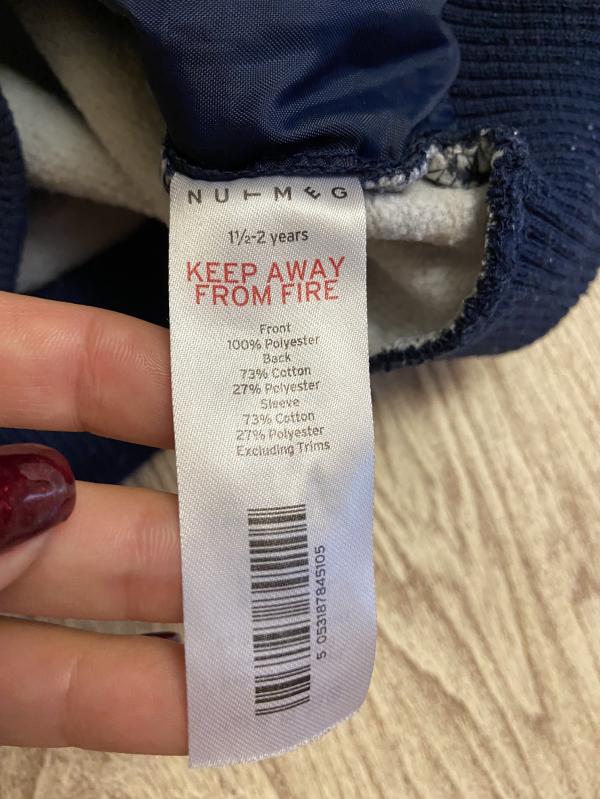 NUTMEG
1½-2 years
KEEP AWAY
FROM FIRE
Front
100% Polyester
Back
73% Cotton
27% Polyester
Sleeve
73% Cotton
27% Polyester
Excluding Trims
5 053187845105